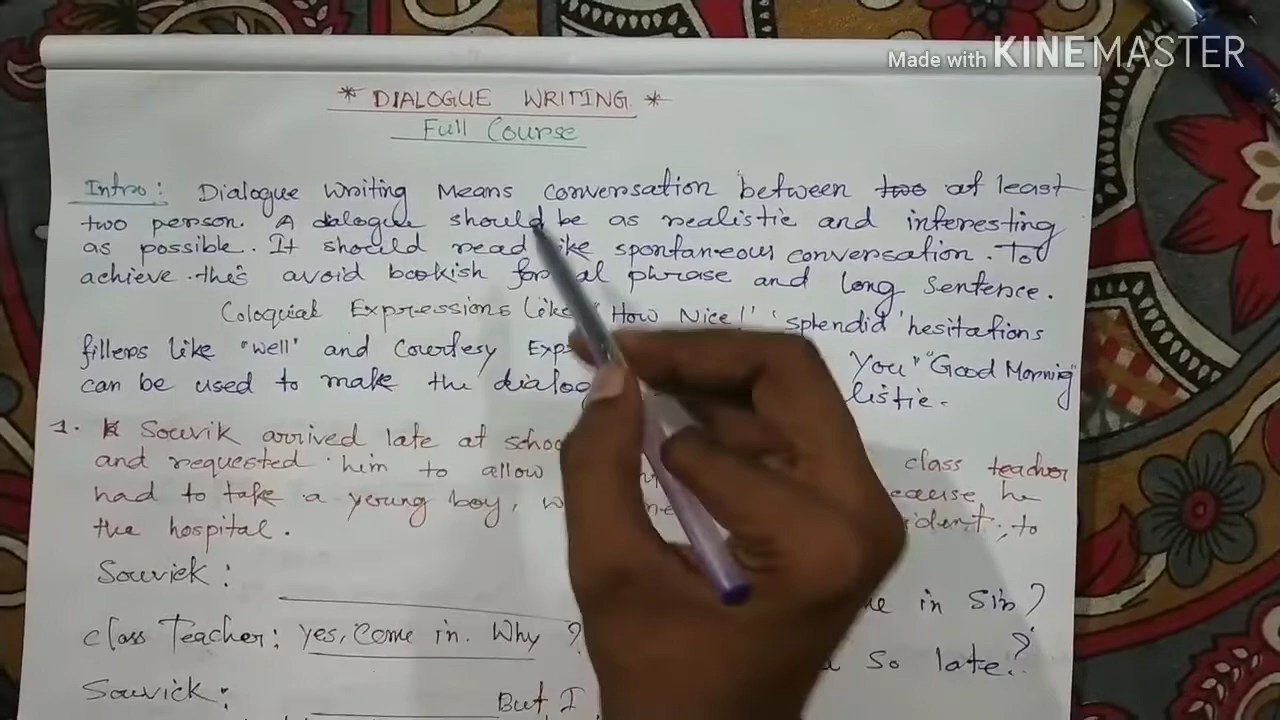 Made with KINEMASTER
* DIALOGUE WRITING *
Full Course
Intro: Dialogue writing Means conversation between two at least
two person. A dialogue should be as realistic and interesting
as possible. It should read like spontaneous conversation. To
achieve this avoid bookish formal phrase and long sentence.
Coloquial Expressions like "How Nice!' 'splendid' hesitations
fillers like "well" and Courtesy Exp You" "Good Morning"
can be used to make the dialog listic.
1. Souvik arrived late at school class teacher
and requested him to allow
had to take a young boy, he
the hospital. to
Souvick: in Sir?
class Teacher: yes, come in. Why ? so late?
Souvick: But I